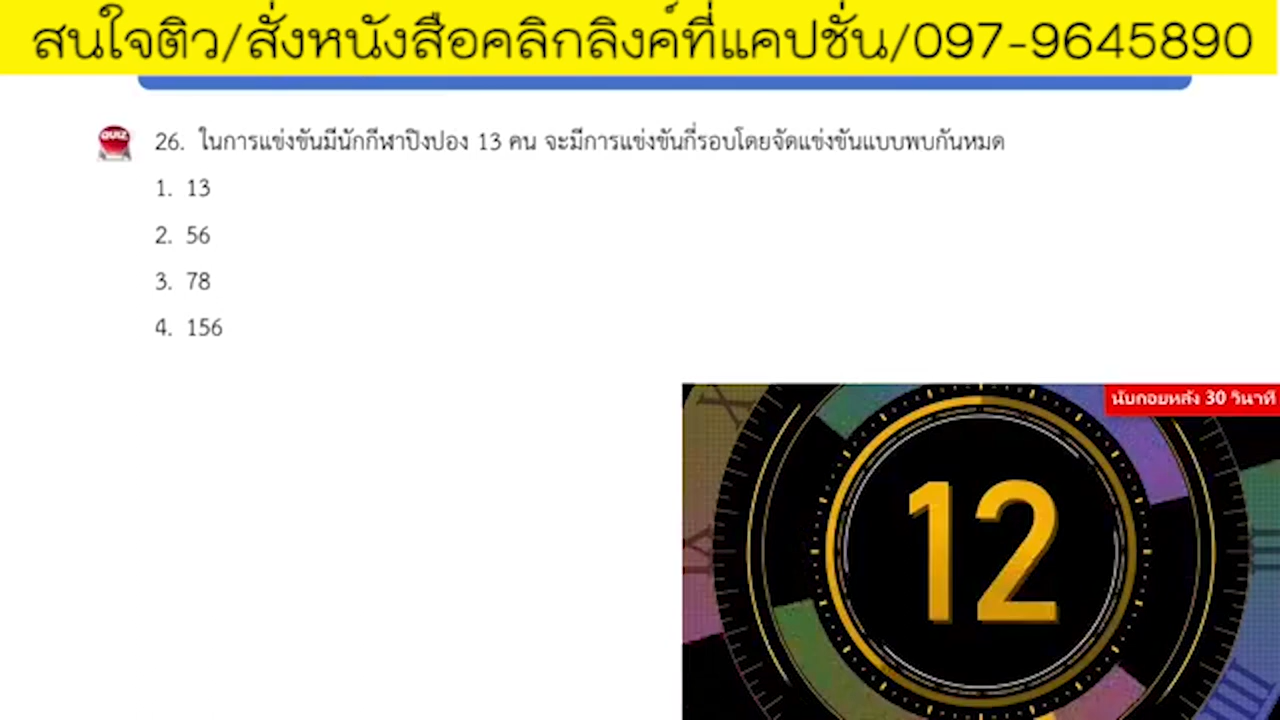 สนใจติว/สั่งหนังสือคลิกลิงค์ที่แคปชั่น/097-9645890
QUIZ
26. ในการแข่งขันมีนักกีฬาปิงปอง 13 คน จะมีการแข่งขันกี่รอบโดยจัดแข่งขันแบบพบกันหมด
1. 13
2. 56
3. 78
4. 156
นับถอยหลัง 30 วินาที
12